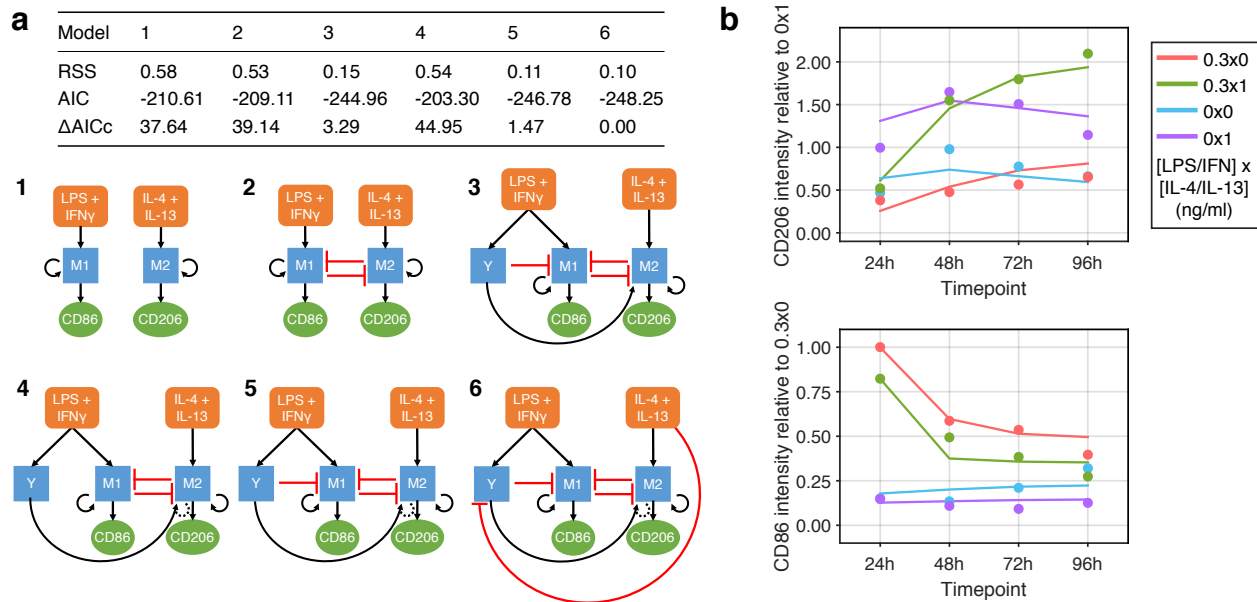 a
Model 1 2 3 4 5 6
RSS 0.58 0.53 0.15 0.54 0.11 0.10
AIC -210.61 -209.11 -244.96 -203.30 -246.78 -248.25
ΔAICc 37.64 39.14 3.29 44.95 1.47 0.00
1
LPS +
IFNγ
IL-4 +
IL-13
M1
M2
CD86
CD206
2
LPS +
IFNγ
IL-4 +
IL-13
M1
M2
CD86
CD206
3
LPS +
IFNγ
IL-4 +
IL-13
Y
M1
M2
CD86
CD206
4
LPS +
IFNγ
IL-4 +
IL-13
Y
M1
M2
CD86
CD206
5
LPS +
IFNγ
IL-4 +
IL-13
Y
M1
M2
CD86
CD206
6
LPS +
IFNγ
IL-4 +
IL-13
Y
M1
M2
CD86
CD206
b
CD206 intensity relative to 0x1
2.00
1.50
1.00
0.50
0.00
24h 48h 72h 96h
Timepoint
0.3x0
0.3x1
0x0
0x1
[LPS/IFN] x
[IL-4/IL-13]
(ng/ml)
CD86 intensity relative to 0.3x0
1.00
0.75
0.50
0.25
0.00
24h 48h 72h 96h
Timepoint